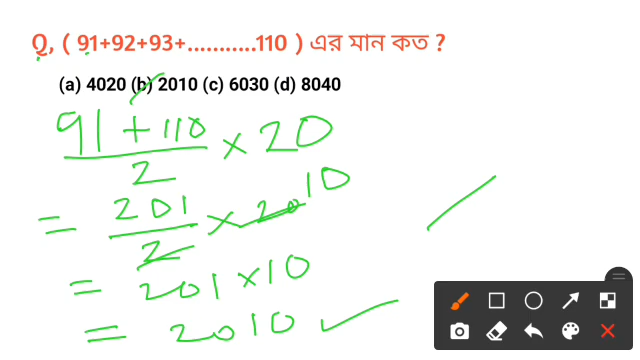 Q, ( 91+92+93+...........110 ) এর মান কত ?
(a) 4020 (b) 2010 (c) 6030 (d) 8040
91 + 110
2
× 20
= 201
2
× 20 10
= 201 × 10
= 2010 ✓